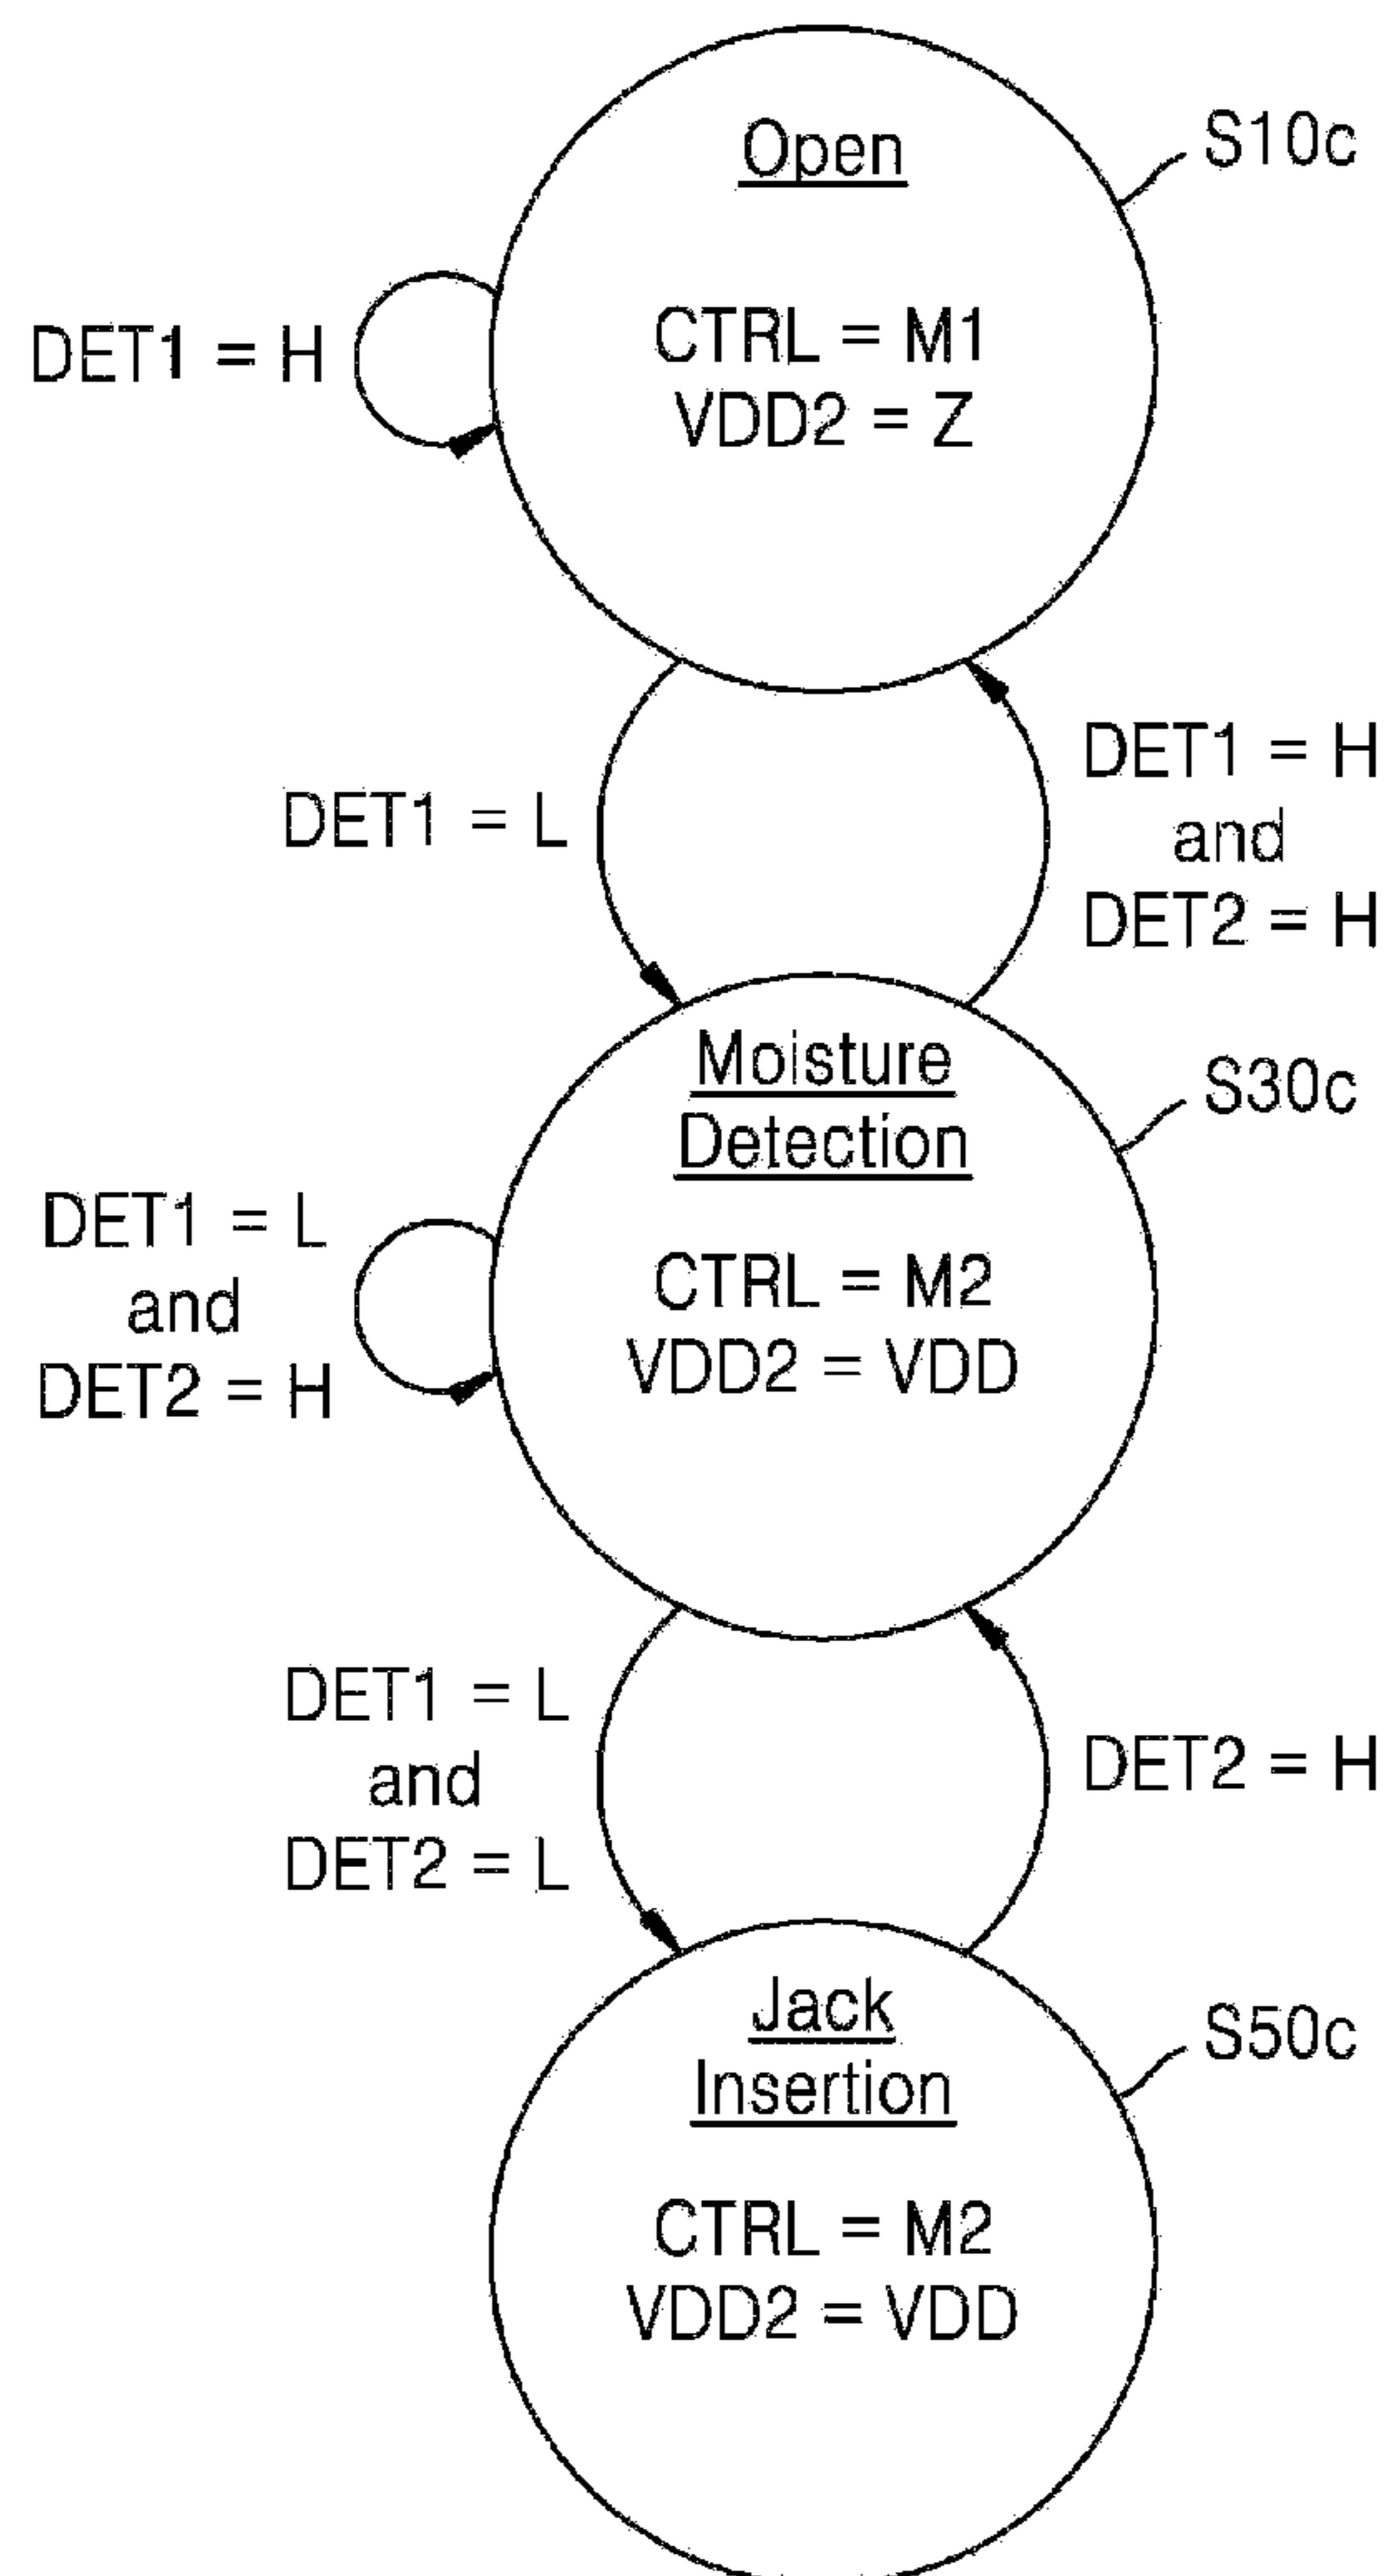 Open
S10c
CTRL = M1
VDD2 = Z
DET1 = H
DET1 = L
DET1 = H
and
DET2 = H
Moisture
Detection
S30c
CTRL = M2
VDD2 = VDD
DET1 = L
and
DET2 = H
DET1 = L
and
DET2 = L
DET2 = H
Jack
Insertion
S50c
CTRL = M2
VDD2 = VDD